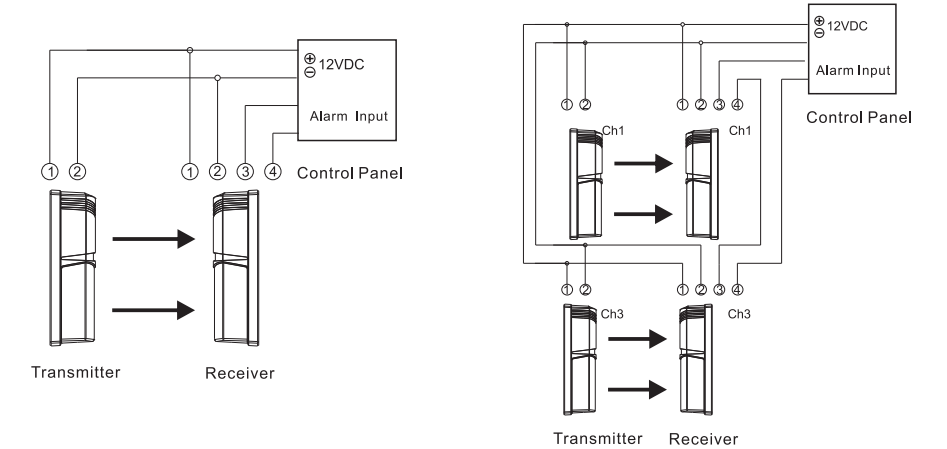 ⊕
⊖ 12VDC
Alarm Input
① ② ① ② ③ ④
Control Panel
Transmitter Receiver
⊕
⊖ 12VDC
Alarm Input
Control Panel
① ② ① ② ③ ④
Ch1 Ch1
① ② ① ② ③ ④
Ch3 Ch3
Transmitter Receiver